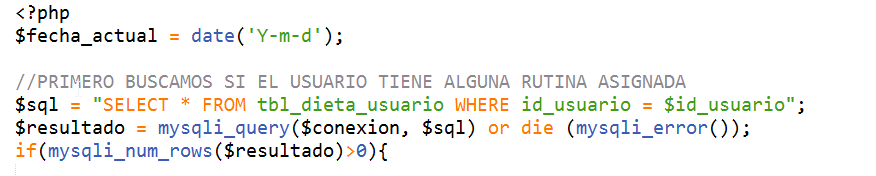 <?php
$fecha_actual = date('Y-m-d');
//PRIMERO BUSCAMOS SI EL USUARIO TIENE ALGUNA RUTINA ASIGNADA
$sql = "SELECT * FROM tbl_dieta_usuario WHERE id_usuario = $id_usuario";
$resultado = mysqli_query($conexion, $sql) or die (mysqli_error());
if(mysqli_num_rows($resultado)>0){